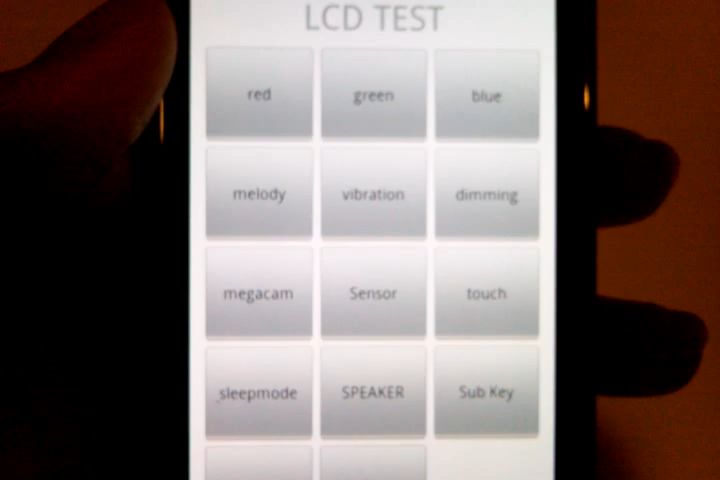 LCD TEST
red green blue
melody vibration dimming
megacam Sensor touch
sleepmode SPEAKER Sub Key